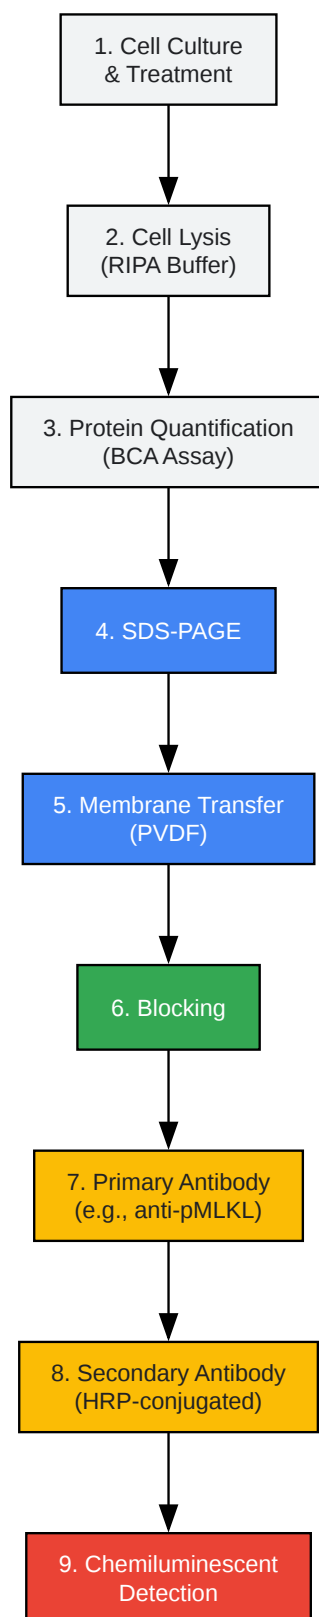 1. Cell Culture
& Treatment
2. Cell Lysis
(RIPA Buffer)
3. Protein Quantification
(BCA Assay)
4. SDS-PAGE
5. Membrane Transfer
(PVDF)
6. Blocking
7. Primary Antibody
(e.g., anti-pMLKL)
8. Secondary Antibody
(HRP-conjugated)
9. Chemiluminescent
Detection